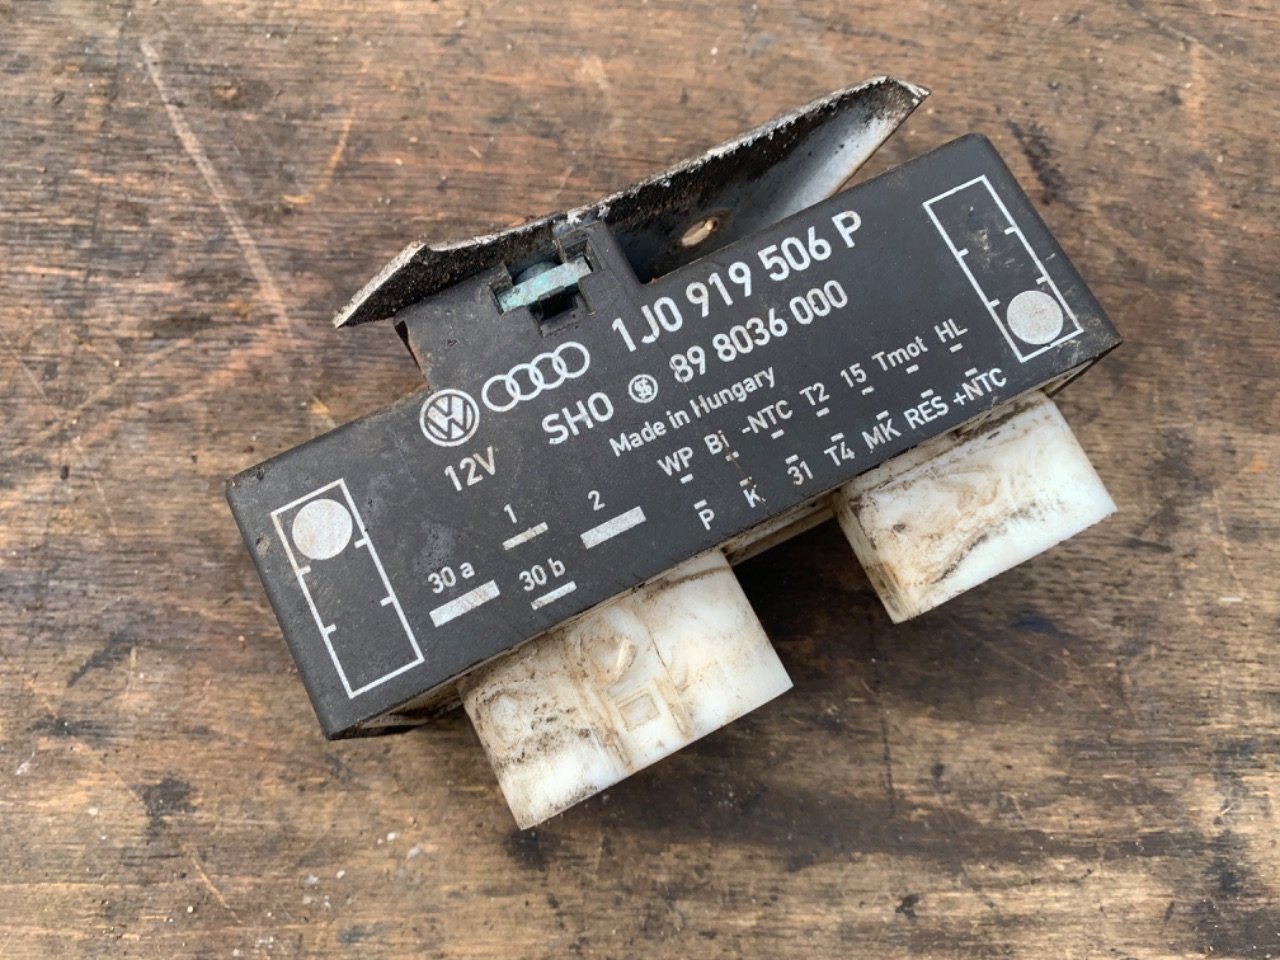 1J0 919 506 P
SHO 89 8036 000
12V
Made in Hungary
WP Bi -NTC T2 15 Tmot HL
P K 31 T4 MK RES +NTC
1 2
30 a 30 b